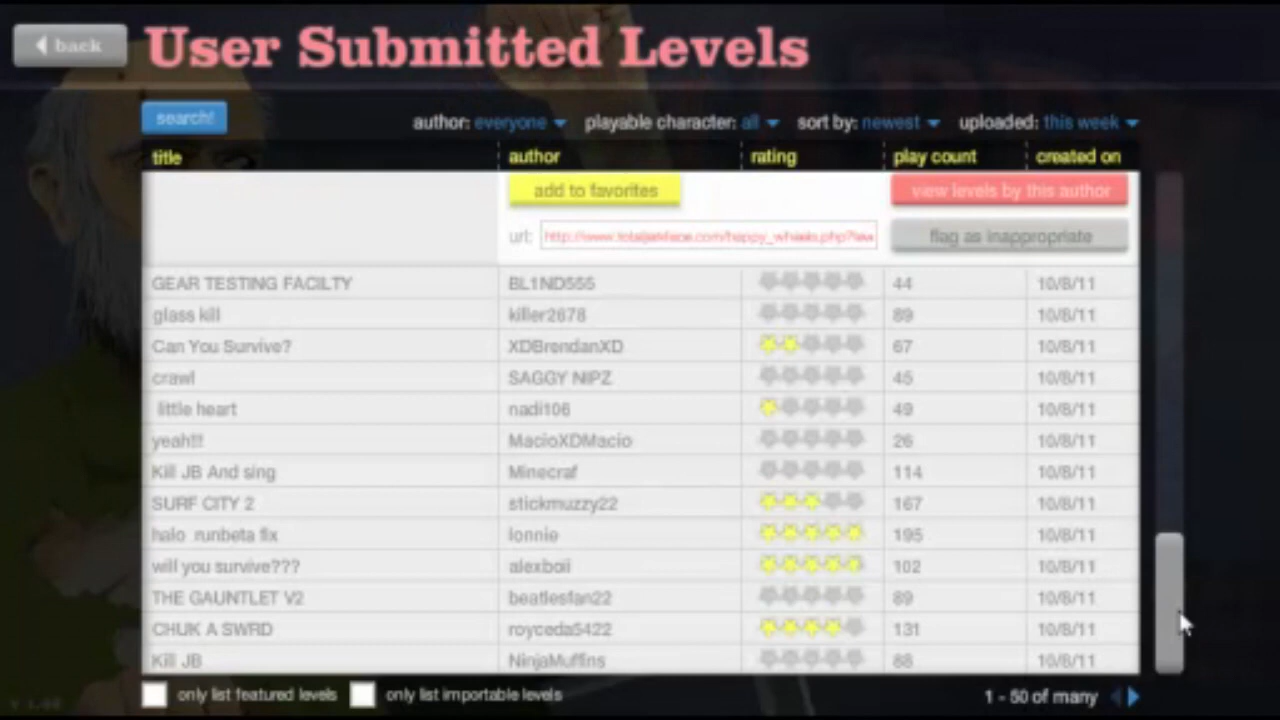 back
User Submitted Levels
search!
author: everyone playable character: all sort by: newest uploaded: this week
title author rating play count created on
add to favorites view levels by this author
url: flag as inappropriate
GEAR TESTING FACILTY BL1ND555 44 10/8/11
glass kill killer2678 89 10/8/11
Can You Survive? XDBrendanXD 67 10/8/11
crawl SAGGY NIPZ 45 10/8/11
little heart nadi106 49 10/8/11
yeah!!! MacioXDMacio 26 10/8/11
Kill JB And sing Minecraf 114 10/8/11
SURF CITY 2 stickmuzzy22 167 10/8/11
halo runbeta fix lonnie 195 10/8/11
will you survive??? alexboii 102 10/8/11
THE GAUNTLET V2 beatlesfan22 89 10/8/11
CHUK A SWRD royceda5422 131 10/8/11
Kill JB NinjaMuffins 88 10/8/11
only list featured levels only list importable levels 1 - 50 of many